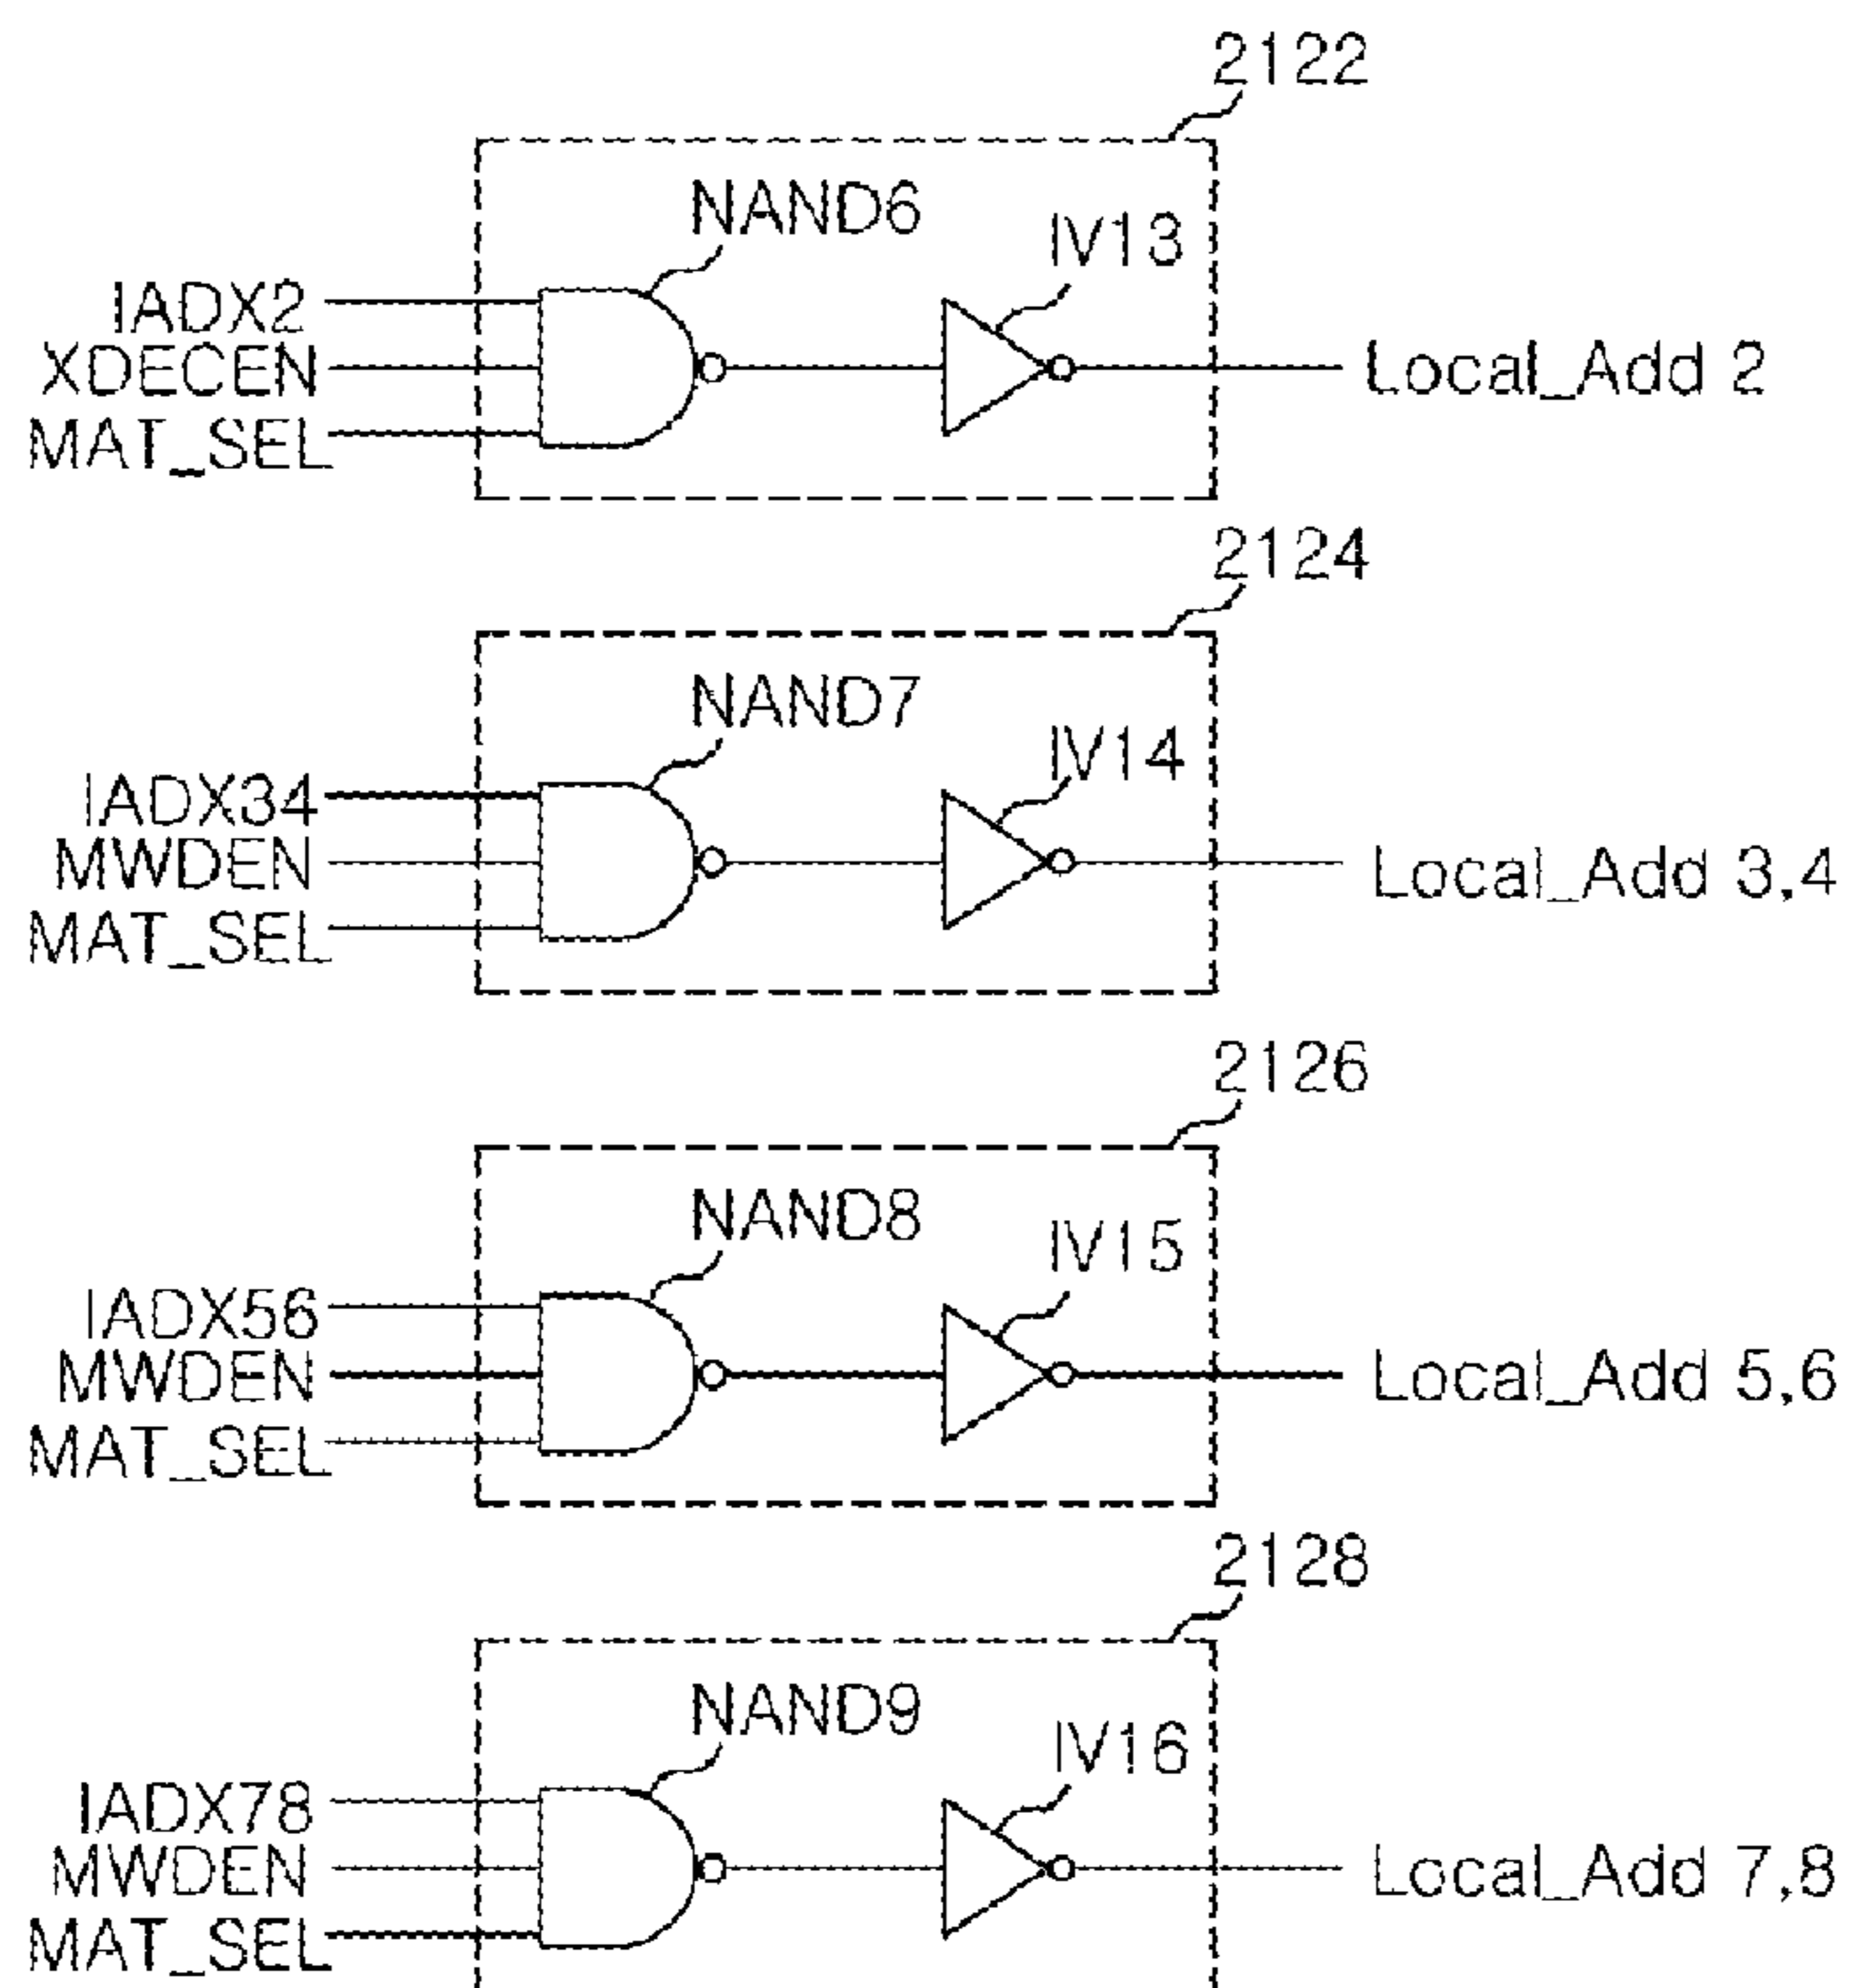 2122
NAND6
IV13
IADX2
XDECEN
MAT_SEL
Local_Add 2
2124
NAND7
IV14
IADX34
MWDEN
MAT_SEL
Local_Add 3,4
2126
NAND8
IV15
IADX56
MWDEN
MAT_SEL
Local_Add 5,6
2128
NAND9
IV16
IADX78
MWDEN
MAT_SEL
Local_Add 7,8